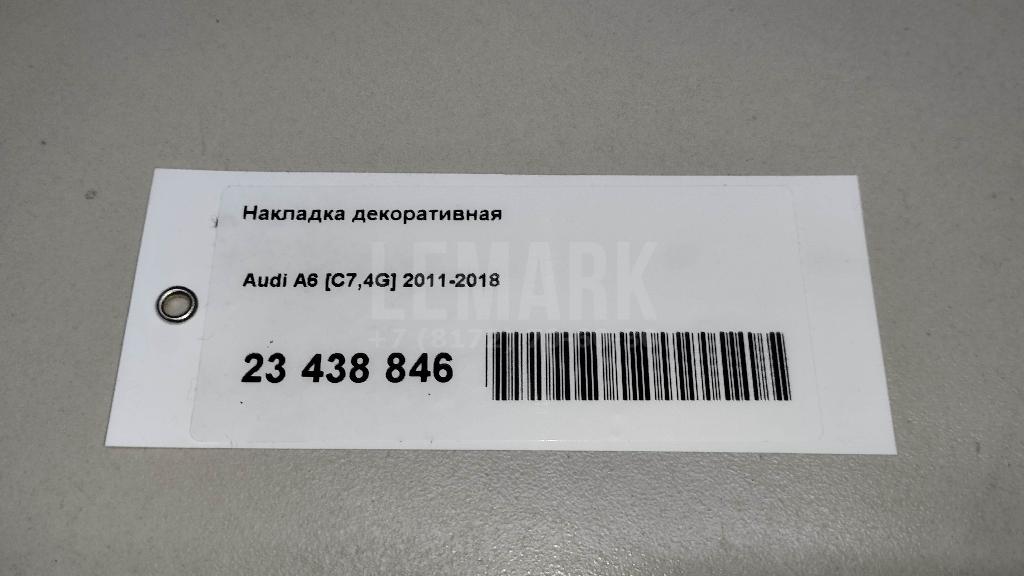 Накладка декоративная
LEMARK
Audi A6 [C7,4G] 2011-2018
23 438 846